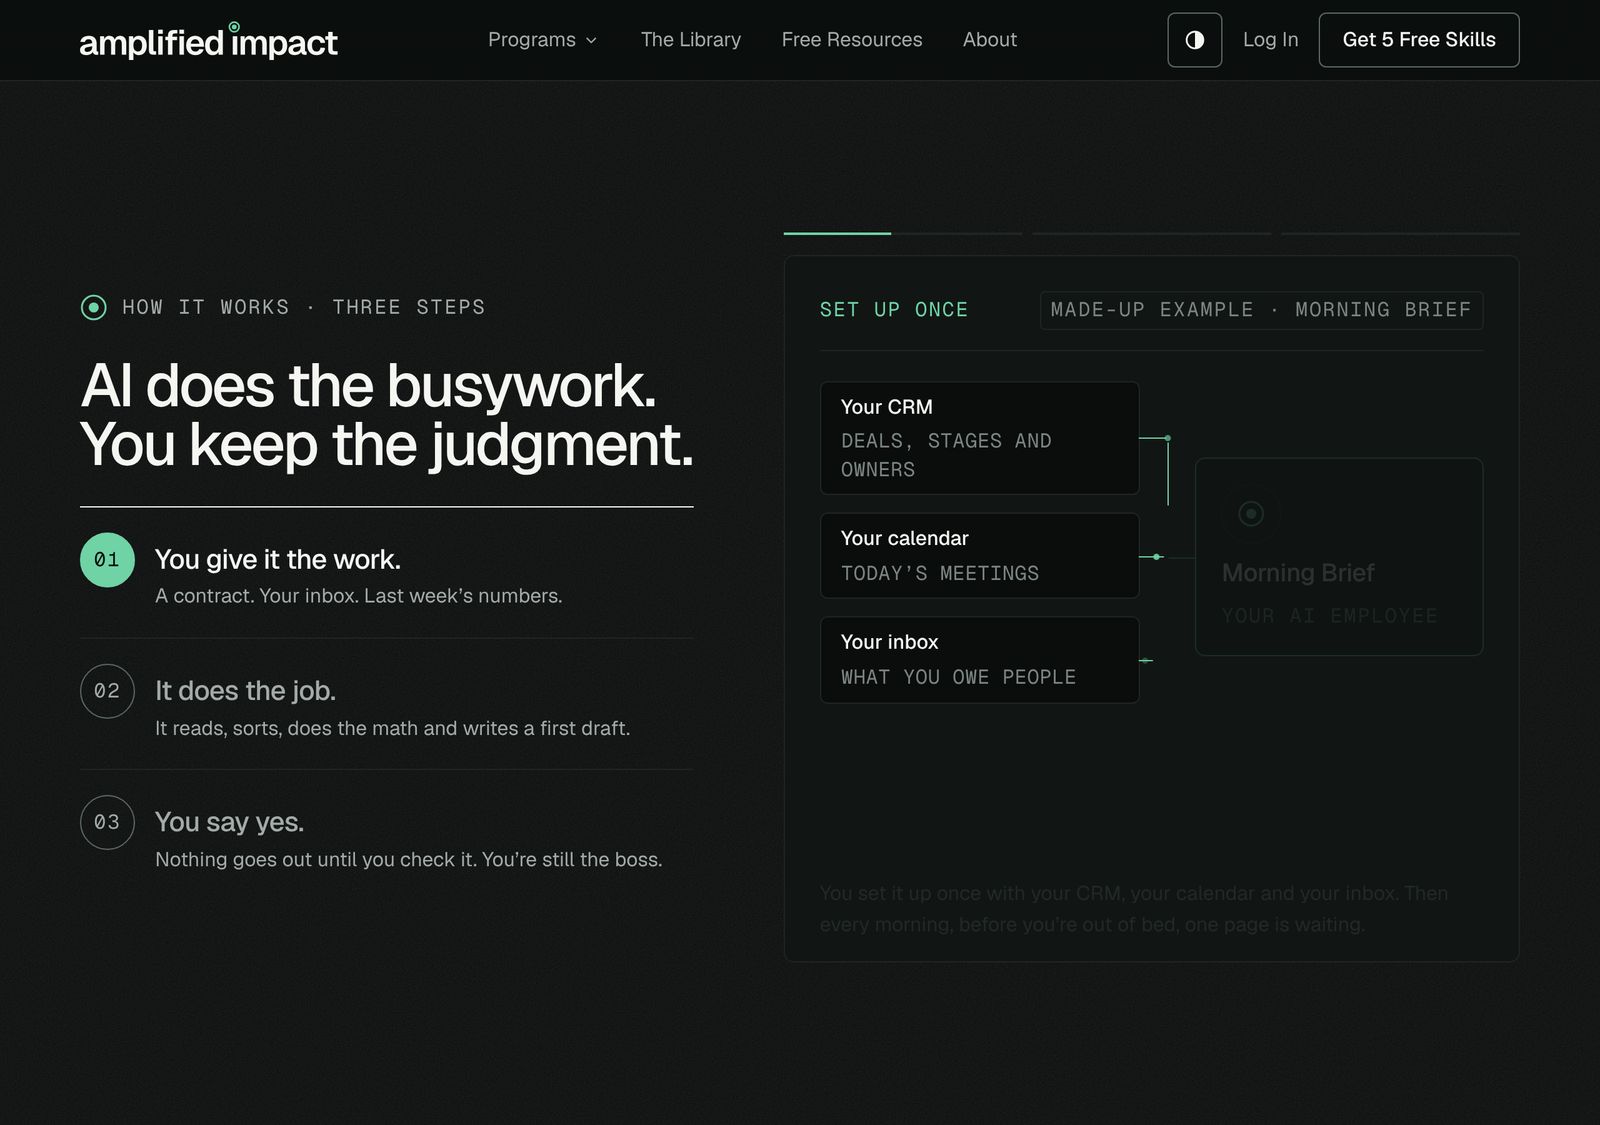 amplified impact
Programs
The Library
Free Resources
About
Log In
Get 5 Free Skills
HOW IT WORKS · THREE STEPS
AI does the busywork.
You keep the judgment.
01
You give it the work.
A contract. Your inbox. Last week’s numbers.
02
It does the job.
It reads, sorts, does the math and writes a first draft.
03
You say yes.
Nothing goes out until you check it. You’re still the boss.
SET UP ONCE
MADE-UP EXAMPLE · MORNING BRIEF
Your CRM
DEALS, STAGES AND
OWNERS
Your calendar
TODAY’S MEETINGS
Your inbox
WHAT YOU OWE PEOPLE
Morning Brief
YOUR AI EMPLOYEE
You set it up once with your CRM, your calendar and your inbox. Then
every morning, before you’re out of bed, one page is waiting.